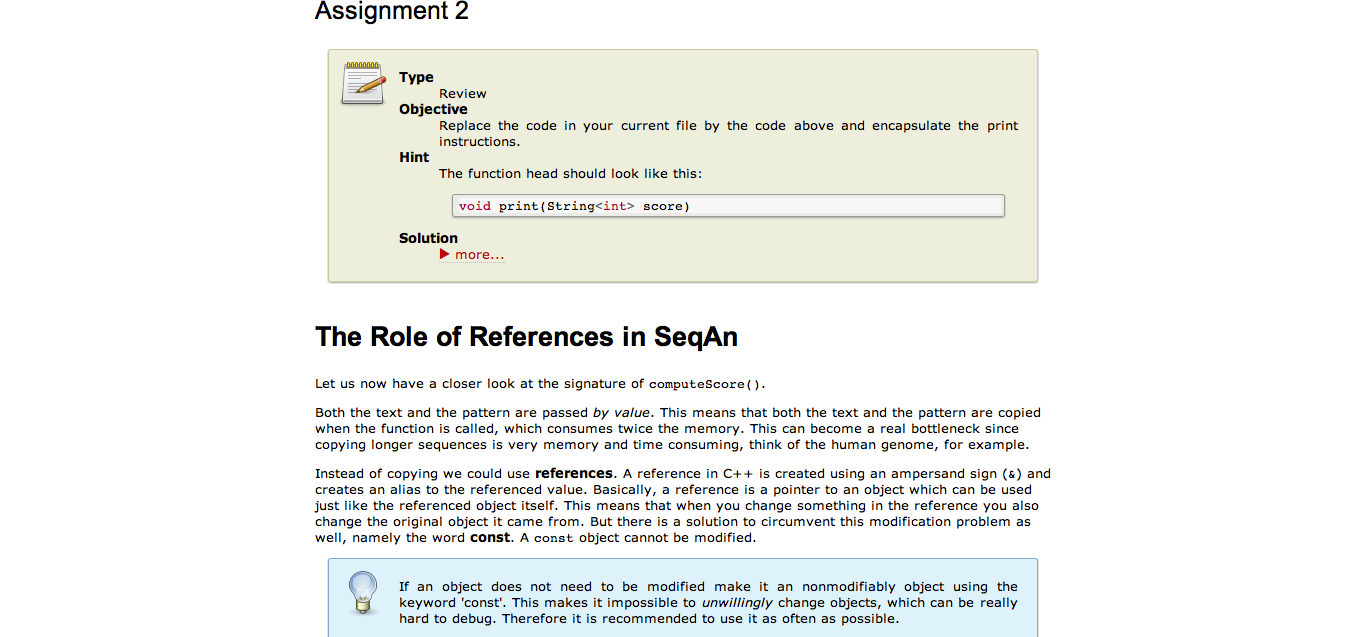 Assignment 2
Type
Review
Objective
Replace the code in your current file by the code above and encapsulate the print
instructions.
Hint
The function head should look like this:
void print(String<int> score)
Solution
more...
The Role of References in SeqAn
Let us now have a closer look at the signature of computeScore().
Both the text and the pattern are passed by value. This means that both the text and the pattern are copied
when the function is called, which consumes twice the memory. This can become a real bottleneck since
copying longer sequences is very memory and time consuming, think of the human genome, for example.
Instead of copying we could use references. A reference in C++ is created using an ampersand sign (&) and
creates an alias to the referenced value. Basically, a reference is a pointer to an object which can be used
just like the referenced object itself. This means that when you change something in the reference you also
change the original object it came from. But there is a solution to circumvent this modification problem as
well, namely the word const. A const object cannot be modified.
If an object does not need to be modified make it an nonmodifiably object using the
keyword 'const'. This makes it impossible to unwillingly change objects, which can be really
hard to debug. Therefore it is recommended to use it as often as possible.